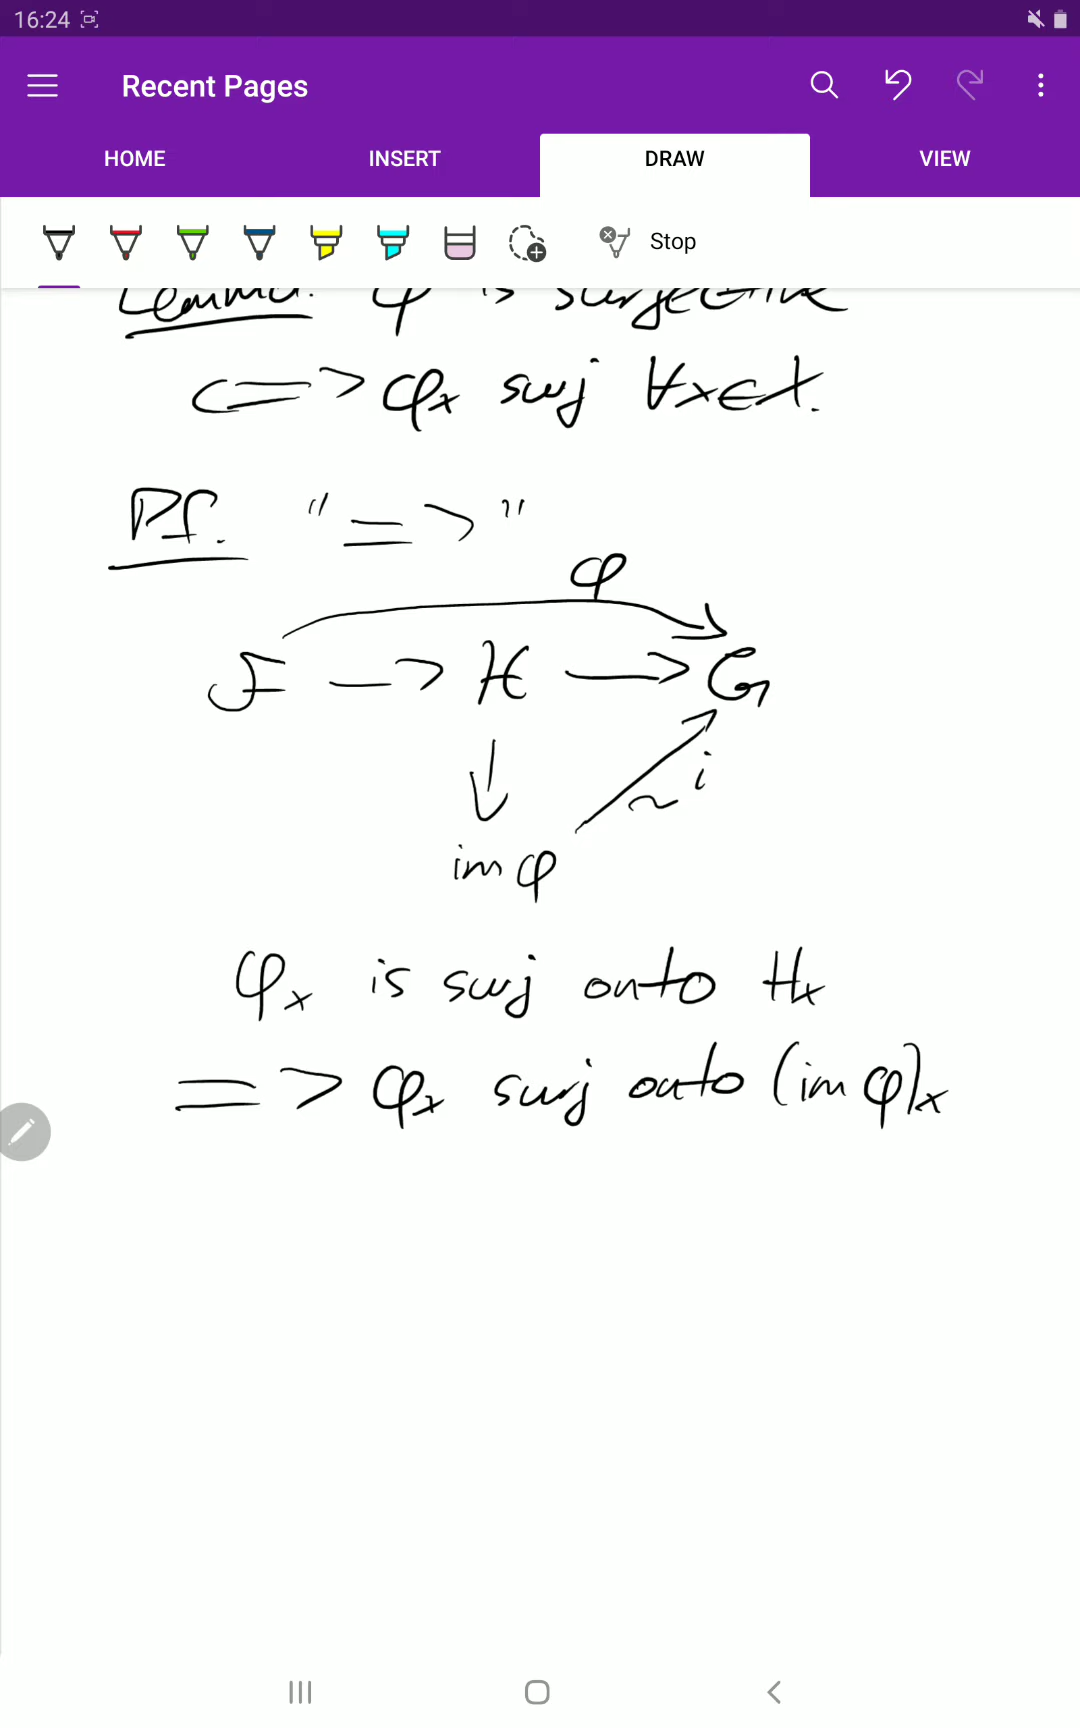 16:24
Recent Pages
HOME INSERT DRAW VIEW
Stop
Lemma: φ is surjective
<=> φₓ surj ∀x∈X.
Pf. "=>"
φ
F -> H -> G
~ i
im φ
φₓ is surj onto Hₓ
=> φₓ surj onto (im φ)ₓ